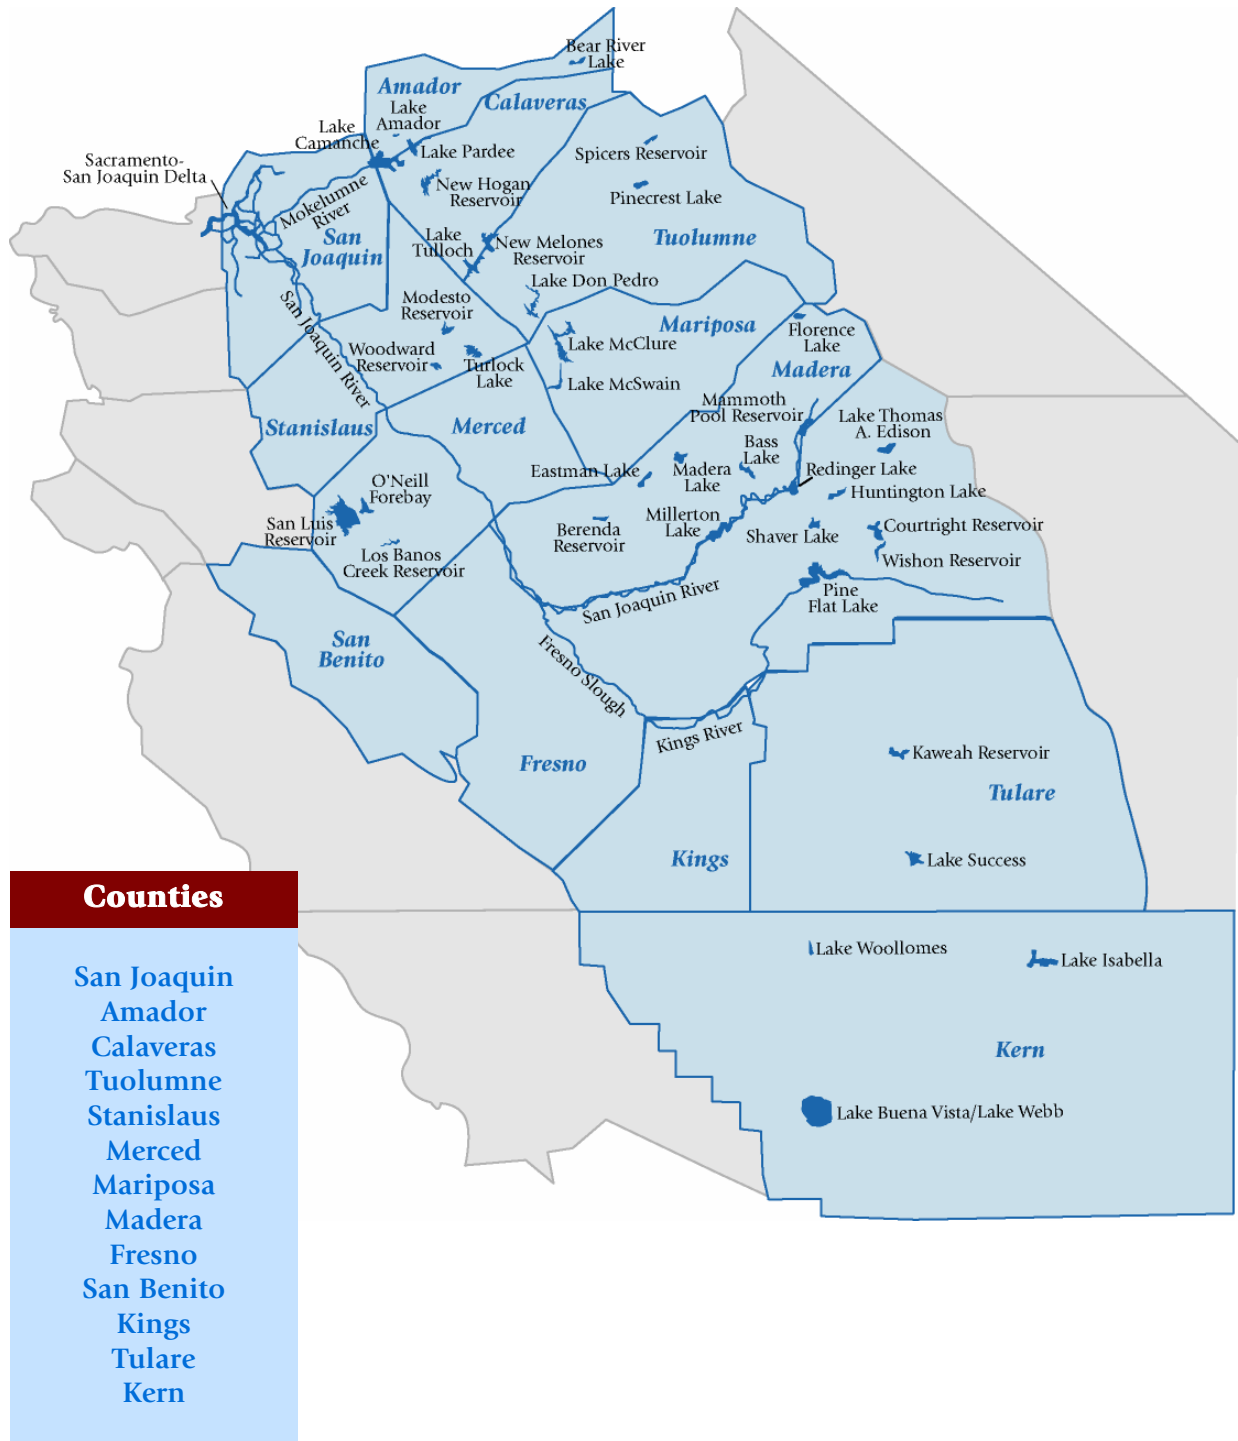 Bear River
Lake
Amador
Calaveras
Lake
Amador
Lake
Camanche
Lake Pardee
Spicers Reservoir
Sacramento-
San Joaquin Delta
New Hogan
Reservoir
Pinecrest Lake
Mokelumne
River
San
Joaquin
Lake
Tulloch
New Melones
Reservoir
Tuolumne
Lake Don Pedro
Modesto
Reservoir
San Joaquin River
Mariposa
Florence
Lake
Lake McClure
Woodward
Reservoir
Turlock
Lake
Lake McSwain
Madera
Mammoth
Pool Reservoir
Lake Thomas
A. Edison
Stanislaus
Merced
Bass
Lake
Eastman Lake
Madera
Lake
Redinger Lake
Huntington Lake
O'Neill
Forebay
San Luis
Reservoir
Berenda
Reservoir
Millerton
Lake
Shaver Lake
Courtright Reservoir
Los Banos
Creek Reservoir
Wishon Reservoir
San Joaquin River
Pine
Flat Lake
San
Benito
Fresno Slough
Kings River
Fresno
Kaweah Reservoir
Tulare
Kings
Lake Success
Lake Woollomes
Lake Isabella
Kern
Lake Buena Vista/Lake Webb
Counties
San Joaquin
Amador
Calaveras
Tuolumne
Stanislaus
Merced
Mariposa
Madera
Fresno
San Benito
Kings
Tulare
Kern